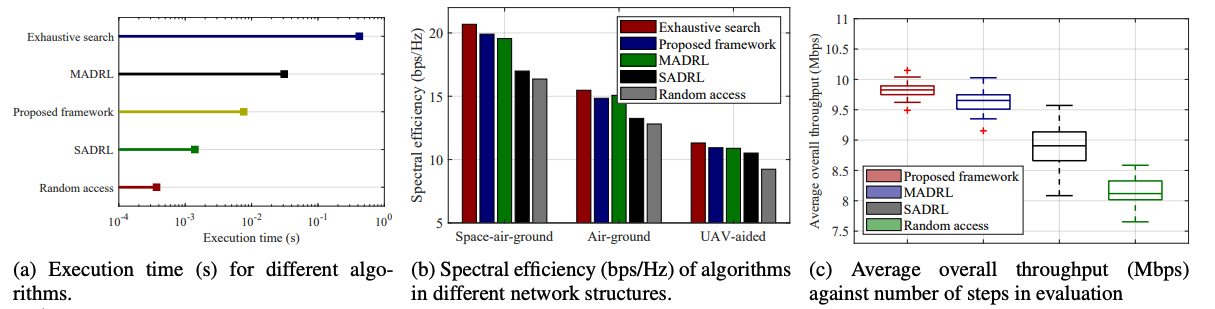 Exhaustive search
MADRL
Proposed framework
SADRL
Random access
10^-4 10^-3 10^-2 10^-1 10^0
Execution time (s)
(a) Execution time (s) for different algo-
rithms.
Spectral efficiency (bps/Hz)
20
15
10
5
Exhaustive search
Proposed framework
MADRL
SADRL
Random access
Space-air-ground Air-ground UAV-aided
(b) Spectral efficiency (bps/Hz) of algorithms
in different network structures.
Average overall throughput (Mbps)
11
10.5
10
9.5
9
8.5
8
7.5
Proposed framework
MADRL
SADRL
Random access
(c) Average overall throughput (Mbps)
against number of steps in evaluation